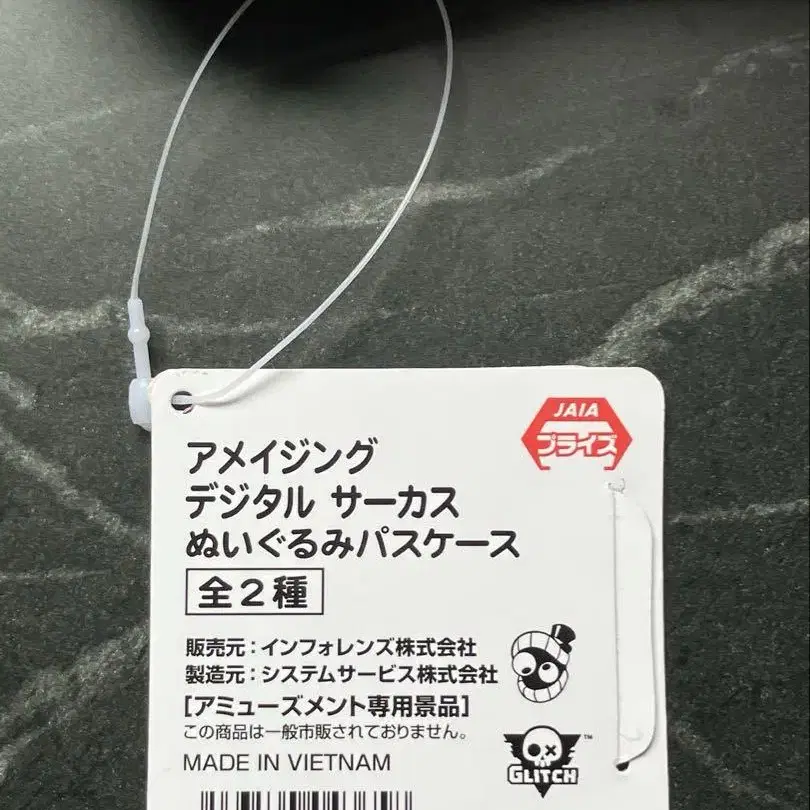 JAIA
プライズ
アメイジング
デジタル サーカス
ぬいぐるみパスケース
全2種
販売元：インフォレンズ株式会社
製造元：システムサービス株式会社
[アミューズメント専用景品]
この商品は一般市販されておりません。
MADE IN VIETNAM
GLITCH ™